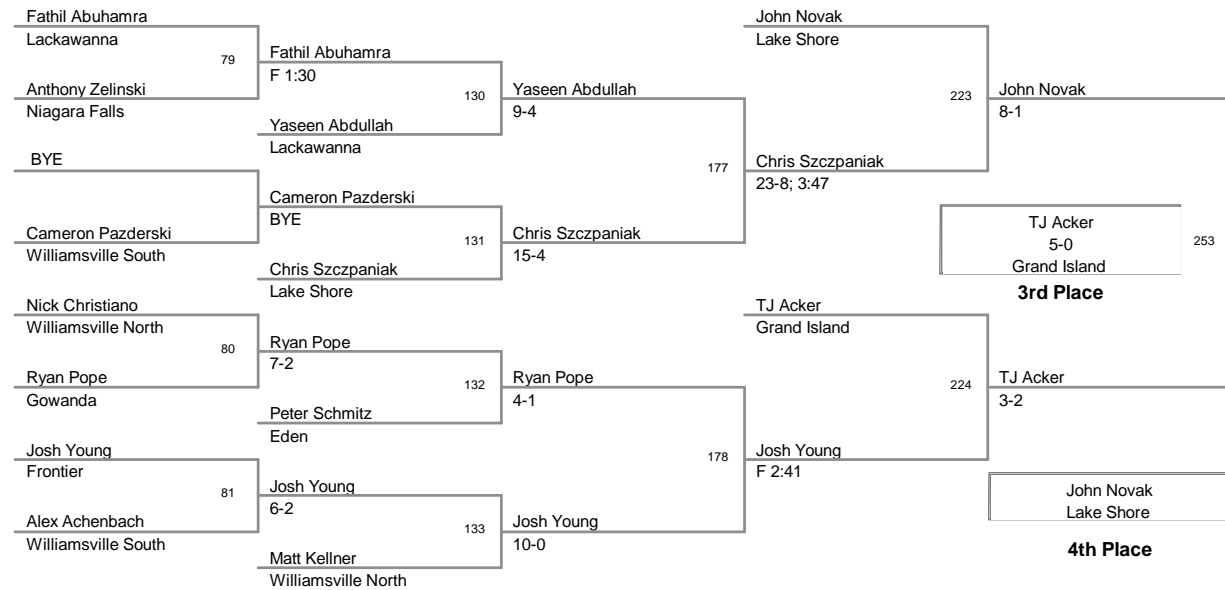 Fathil Abuhamra
Lackawanna
79
Anthony Zelinski
Niagara Falls
BYE
Cameron Pazderski
Williamsville South
Nick Christiano
Williamsville North
80
Ryan Pope
Gowanda
Josh Young
Frontier
81
Alex Achenbach
Williamsville South
Fathil Abuhamra
F 1:30
130
Yaseen Abdullah
Lackawanna
Cameron Pazderski
BYE
131
Chris Szczpaniak
Lake Shore
Ryan Pope
7-2
132
Peter Schmitz
Eden
Josh Young
6-2
133
Matt Kellner
Williamsville North
Yaseen Abdullah
9-4
177
Chris Szczpaniak
15-4
Ryan Pope
4-1
178
Josh Young
10-0
John Novak
Lake Shore
223
Chris Szczpaniak
23-8; 3:47
TJ Acker
Grand Island
224
Josh Young
F 2:41
John Novak
8-1
TJ Acker
5-0
Grand Island
253
3rd Place
TJ Acker
3-2
John Novak
Lake Shore
4th Place